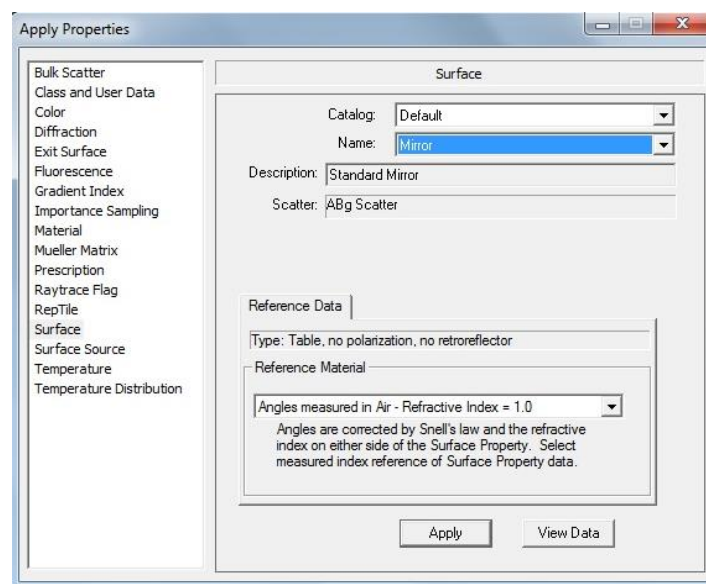 Apply Properties
Bulk Scatter
Class and User Data
Color
Diffraction
Exit Surface
Fluorescence
Gradient Index
Importance Sampling
Material
Mueller Matrix
Prescription
Raytrace Flag
RepTile
Surface
Surface Source
Temperature
Temperature Distribution
Surface
Catalog: Default
Name: Mirror
Description: Standard Mirror
Scatter: ABg Scatter
Reference Data
Type: Table, no polarization, no retroreflector
Reference Material
Angles measured in Air - Refractive Index = 1.0
Angles are corrected by Snell's law and the refractive
index on either side of the Surface Property. Select
measured index reference of Surface Property data.
Apply View Data